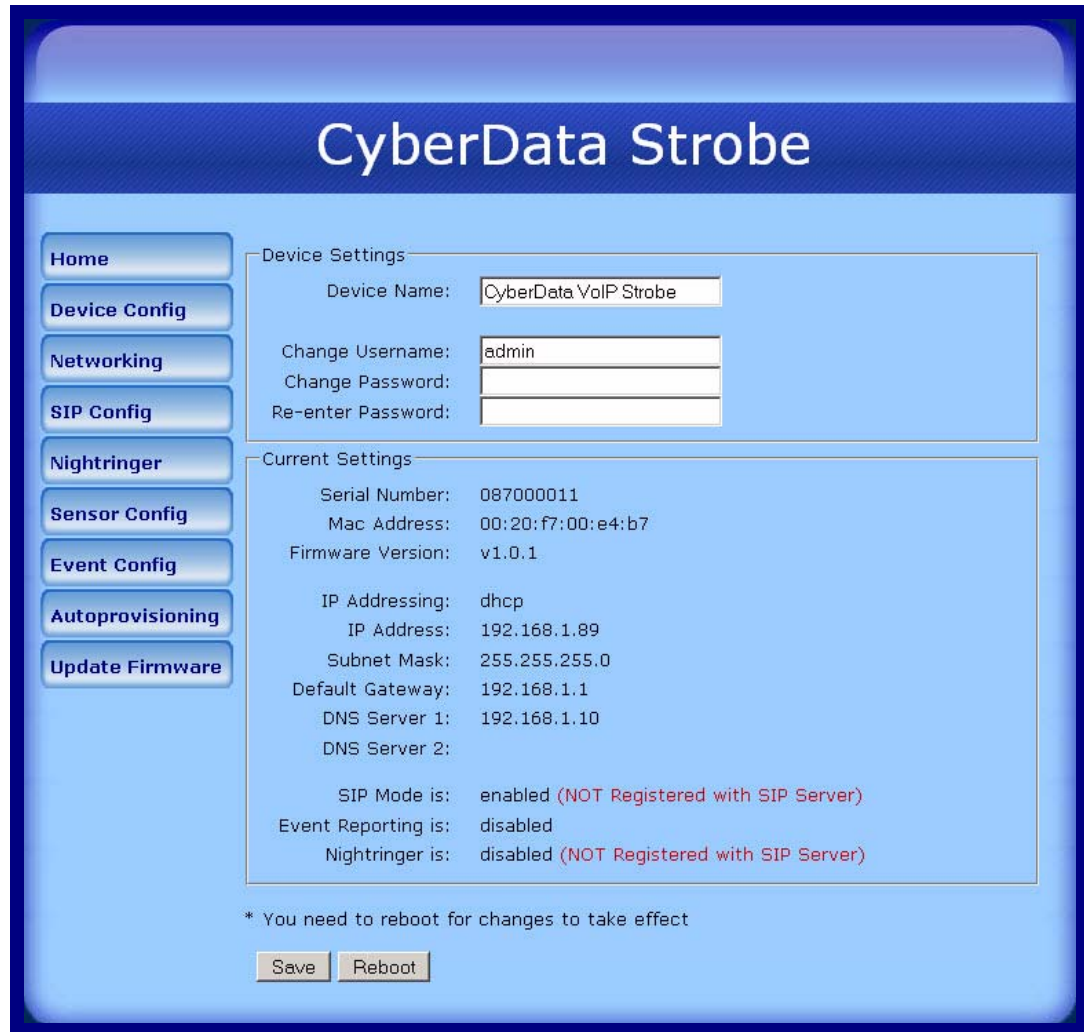 CyberData Strobe
Home
Device Config
Networking
SIP Config
Nightringer
Sensor Config
Event Config
Autoprovisioning
Update Firmware
Device Settings
Device Name: CyberData VoIP Strobe
Change Username: admin
Change Password:
Re-enter Password:
Current Settings
Serial Number: 087000011
Mac Address: 00:20:f7:00:e4:b7
Firmware Version: v1.0.1
IP Addressing: dhcp
IP Address: 192.168.1.89
Subnet Mask: 255.255.255.0
Default Gateway: 192.168.1.1
DNS Server 1: 192.168.1.10
DNS Server 2:
SIP Mode is: enabled (NOT Registered with SIP Server)
Event Reporting is: disabled
Nightringer is: disabled (NOT Registered with SIP Server)
* You need to reboot for changes to take effect
Save Reboot